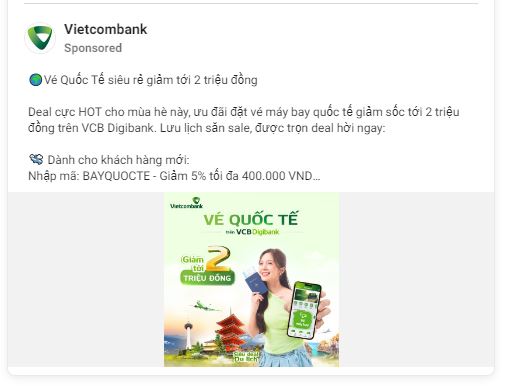 Vietcombank
Sponsored
🌍Vé Quốc Tế siêu rẻ giảm tới 2 triệu đồng
Deal cực HOT cho mùa hè này, ưu đãi đặt vé máy bay quốc tế giảm sốc tới 2 triệu
đồng trên VCB Digibank. Lưu lịch săn sale, được trọn deal hời ngay:
Dành cho khách hàng mới:
Nhập mã: BAYQUOCTE - Giảm 5% tối đa 400.000 VND...
Vietcombank
VÉ QUỐC TẾ
trên VCB Digibank
Giảm
tới
2
TRIỆU ĐỒNG
Siêu deal
Du lịch